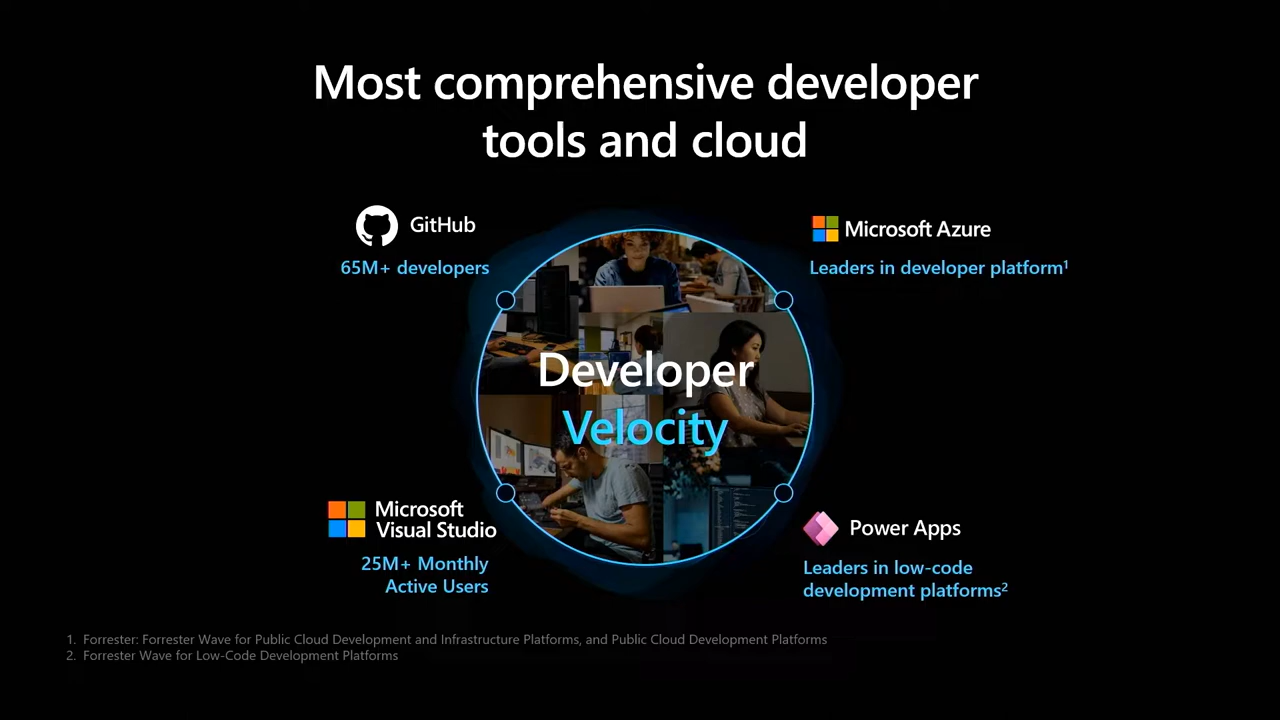 Most comprehensive developer
tools and cloud
GitHub
65M+ developers
Microsoft Azure
Leaders in developer platform¹
Developer
Velocity
Microsoft
Visual Studio
25M+ Monthly
Active Users
Power Apps
Leaders in low-code
development platforms²
1. Forrester: Forrester Wave for Public Cloud Development and Infrastructure Platforms, and Public Cloud Development Platforms
2. Forrester Wave for Low-Code Development Platforms